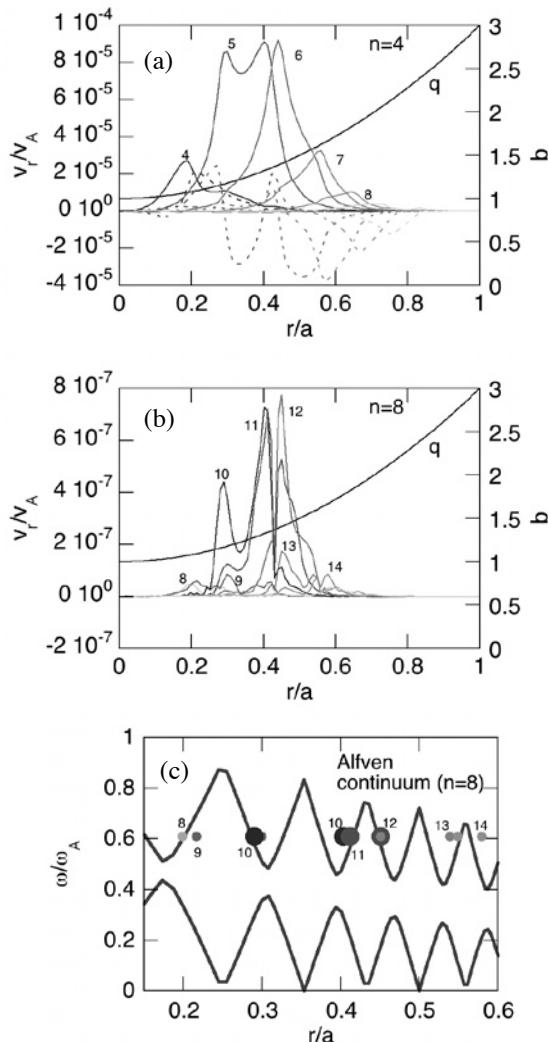 (a)
n=4
1 10⁻⁴
8 10⁻⁵
6 10⁻⁵
4 10⁻⁵
2 10⁻⁵
0 10⁰
-2 10⁻⁵
-4 10⁻⁵
vᵣ/v_A
4
5
6
7
8
q
3
2.5
2
1.5
1
0.5
0
q
0 0.2 0.4 0.6 0.8 1
r/a
(b)
n=8
8 10⁻⁷
6 10⁻⁷
4 10⁻⁷
2 10⁻⁷
0 10⁰
-2 10⁻⁷
vᵣ/v_A
8
9
10
11
12
13
14
q
3
2.5
2
1.5
1
0.5
0
q
0 0.2 0.4 0.6 0.8 1
r/a
(c)
Alfven
continuum (n=8)
1
0.8
0.6
0.4
0.2
0
ω/ω_A
8
9
10
10
11
12
13
14
0.2 0.3 0.4 0.5 0.6
r/a